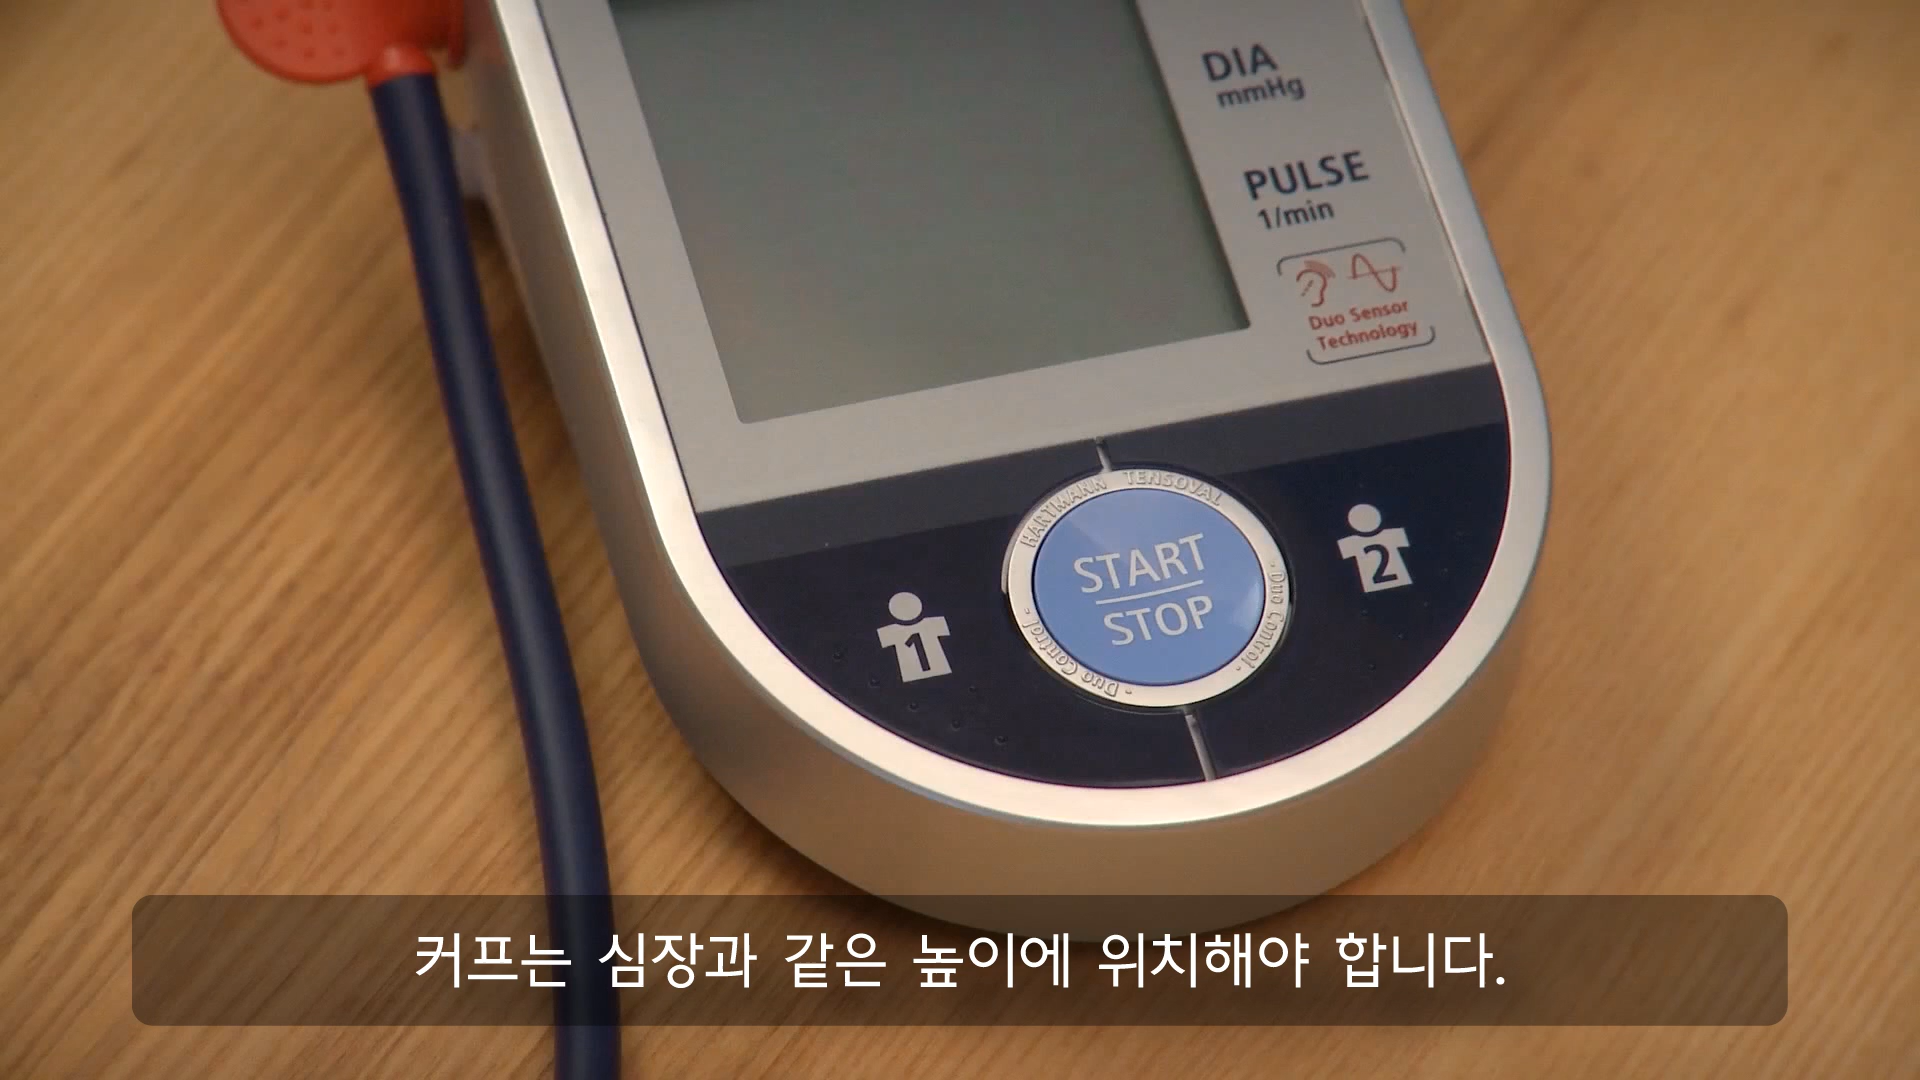 DIA
mmHg
PULSE
1/min
Duo Sensor
Technology
HARTMANN TENSOVAL
START
STOP
· Duo Control ·
· Duo Control ·
1
2
커프는 심장과 같은 높이에 위치해야 합니다.